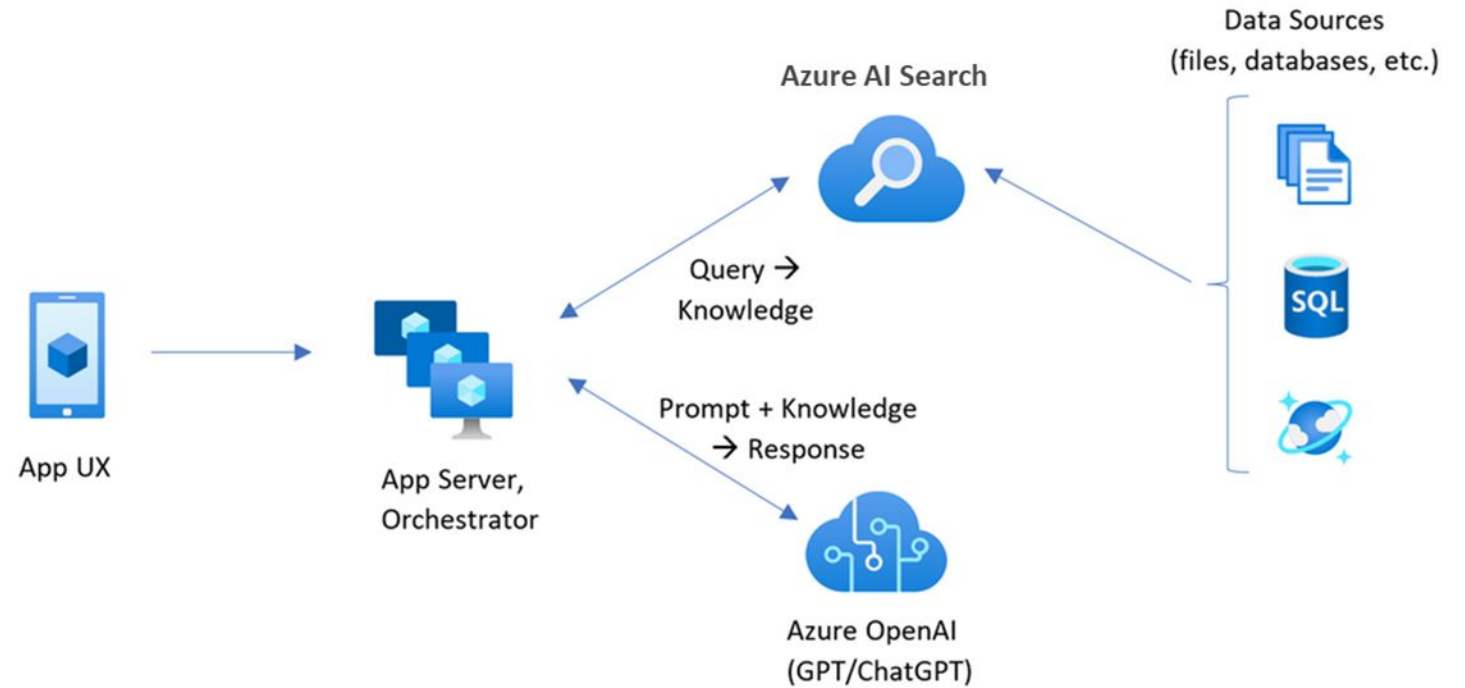 Data Sources
(files, databases, etc.)
Azure AI Search
SQL
Query →
Knowledge
Prompt + Knowledge
→ Response
App UX
App Server,
Orchestrator
Azure OpenAI
(GPT/ChatGPT)